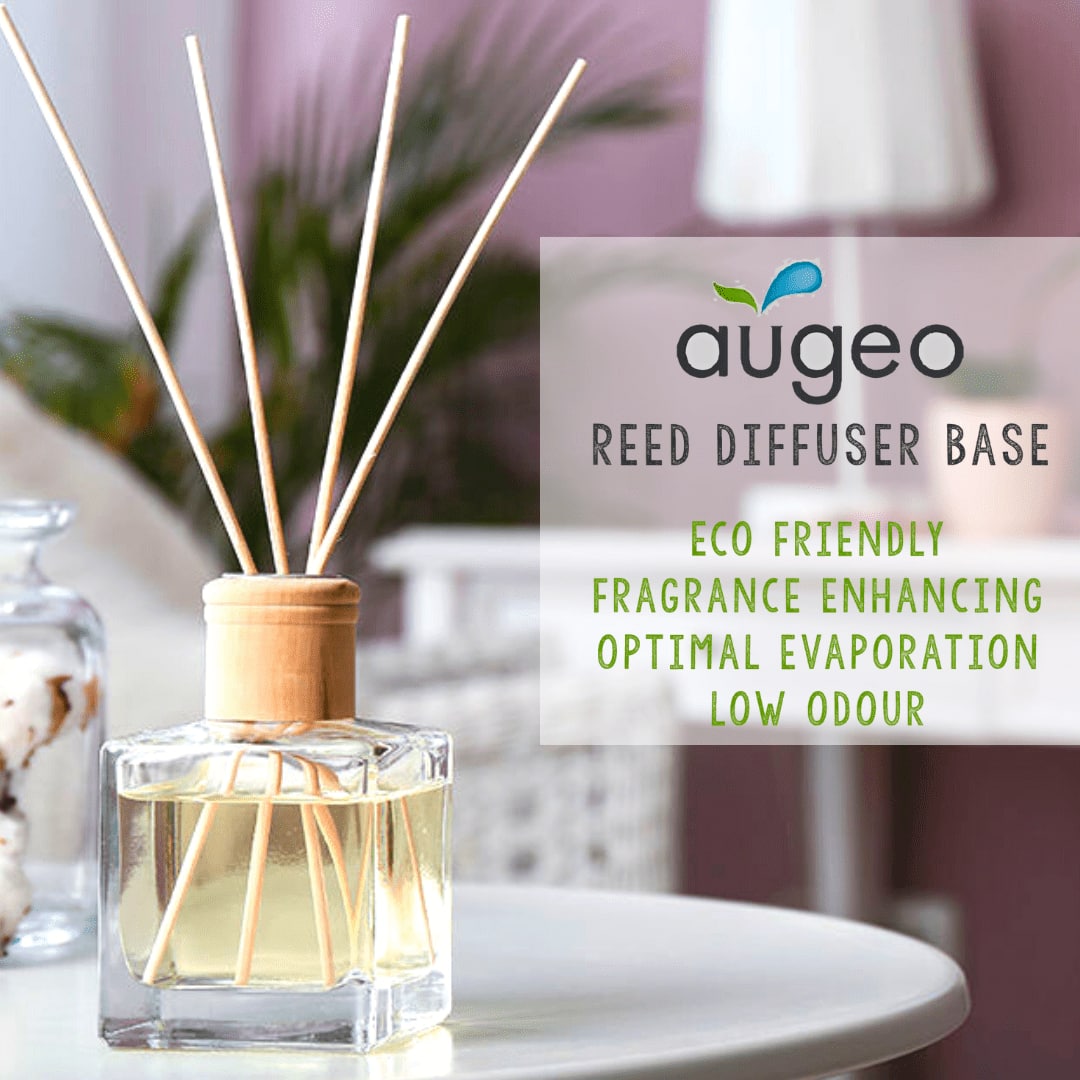 augeo
REED DIFFUSER BASE
ECO FRIENDLY
FRAGRANCE ENHANCING
OPTIMAL EVAPORATION
LOW ODOUR